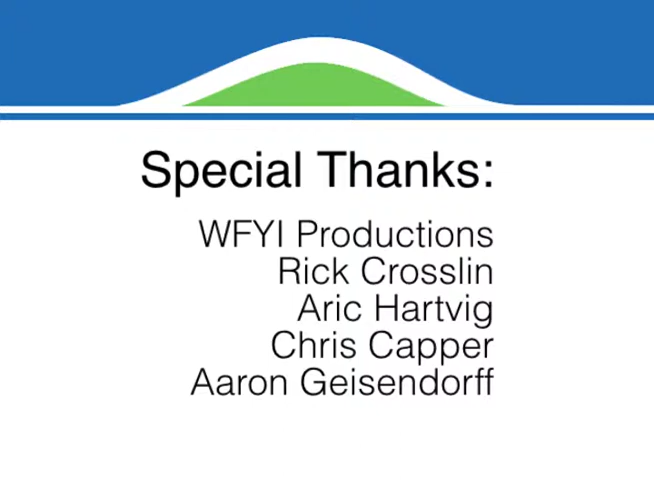 Special Thanks:
WFYI Productions
Rick Crosslin
Aric Hartvig
Chris Capper
Aaron Geisendorff